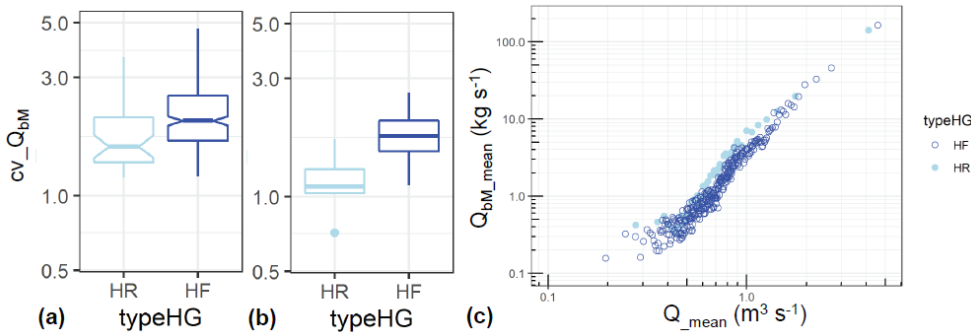 cv_QbM
5.0
3.0
1.0
0.5
(a)
HR
HF
typeHG
5.0
3.0
1.0
0.5
(b)
HR
HF
typeHG
QbM_mean (kg s-1)
100.0
10.0
1.0
0.1
(c)
0.1
1.0
Q_mean (m3 s-1)
typeHG
HF
HR